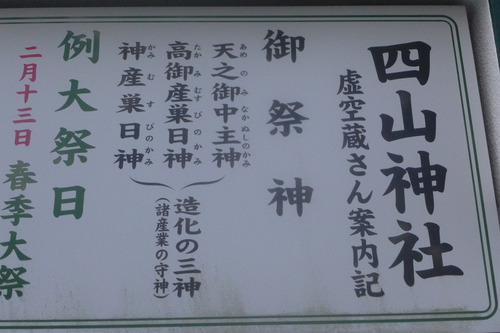 四山神社
虚空蔵さん案内記
御祭神
天之御中主神
あめのみなかぬしのかみ
高御産巣日神
たかみむすびのかみ
神産巣日神
かみむすびのかみ
造化の三神
(諸産業の守神)
例大祭日
二月十三日 春季大祭